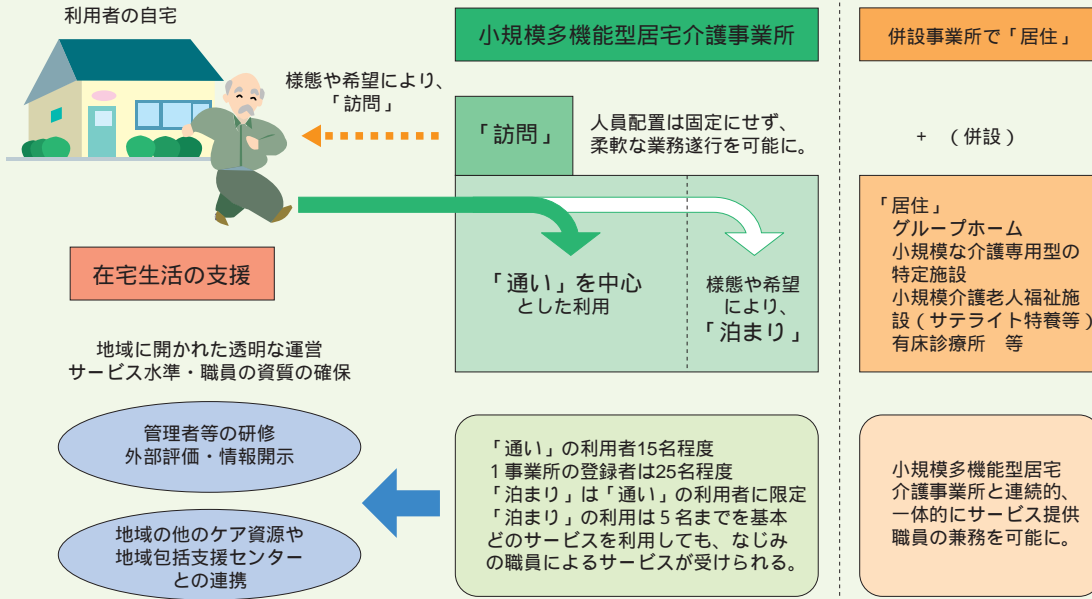 利用者の自宅
様態や希望により、
「訪問」
在宅生活の支援
地域に開かれた透明な運営
サービス水準・職員の資質の確保
管理者等の研修
外部評価・情報開示
地域の他のケア資源や
地域包括支援センター
との連携
小規模多機能型居宅介護事業所
「訪問」
人員配置は固定にせず、
柔軟な業務遂行を可能に。
「通い」を中心
とした利用
様態や希望
により、
「泊まり」
「通い」の利用者15名程度
1事業所の登録者は25名程度
「泊まり」は「通い」の利用者に限定
「泊まり」の利用は5名までを基本
どのサービスを利用しても、なじみ
の職員によるサービスが受けられる。
併設事業所で「居住」
+ (併設)
「居住」
グループホーム
小規模な介護専用型の
特定施設
小規模介護老人福祉施
設(サテライト特養等)
有床診療所 等
小規模多機能型居宅
介護事業所と連続的、
一体的にサービス提供
職員の兼務を可能に。